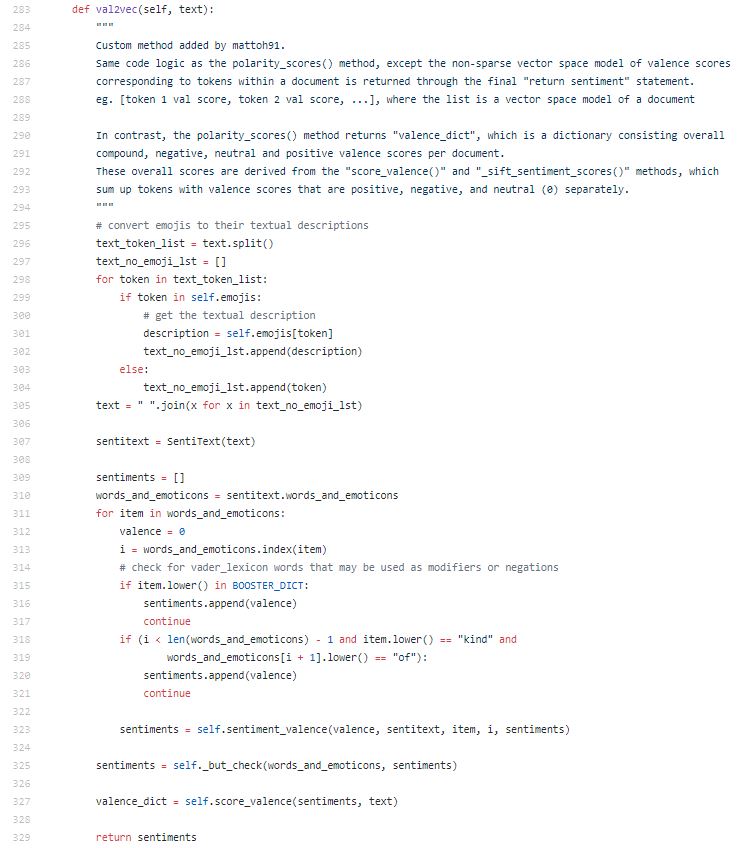 283 def val2vec(self, text):
284 """
285 Custom method added by mattoh91.
286 Same code logic as the polarity_scores() method, except the non-sparse vector space model of valence scores
287 corresponding to tokens within a document is returned through the final "return sentiment" statement.
288 eg. [token 1 val score, token 2 val score, ...], where the list is a vector space model of a document
289
290 In contrast, the polarity_scores() method returns "valence_dict", which is a dictionary consisting overall
291 compound, negative, neutral and positive valence scores per document.
292 These overall scores are derived from the "score_valence()" and "_sift_sentiment_scores()" methods, which
293 sum up tokens with valence scores that are positive, negative, and neutral (0) separately.
294 """
295 # convert emojis to their textual descriptions
296 text_token_list = text.split()
297 text_no_emoji_lst = []
298 for token in text_token_list:
299 if token in self.emojis:
300 # get the textual description
301 description = self.emojis[token]
302 text_no_emoji_lst.append(description)
303 else:
304 text_no_emoji_lst.append(token)
305 text = " ".join(x for x in text_no_emoji_lst)
306
307 sentitext = SentiText(text)
308
309 sentiments = []
310 words_and_emoticons = sentitext.words_and_emoticons
311 for item in words_and_emoticons:
312 valence = 0
313 i = words_and_emoticons.index(item)
314 # check for vader_lexicon words that may be used as modifiers or negations
315 if item.lower() in BOOSTER_DICT:
316 sentiments.append(valence)
317 continue
318 if (i < len(words_and_emoticons) - 1 and item.lower() == "kind" and
319 words_and_emoticons[i + 1].lower() == "of"):
320 sentiments.append(valence)
321 continue
322
323 sentiments = self.sentiment_valence(valence, sentitext, item, i, sentiments)
324
325 sentiments = self._but_check(words_and_emoticons, sentiments)
326
327 valence_dict = self.score_valence(sentiments, text)
328
329 return sentiments